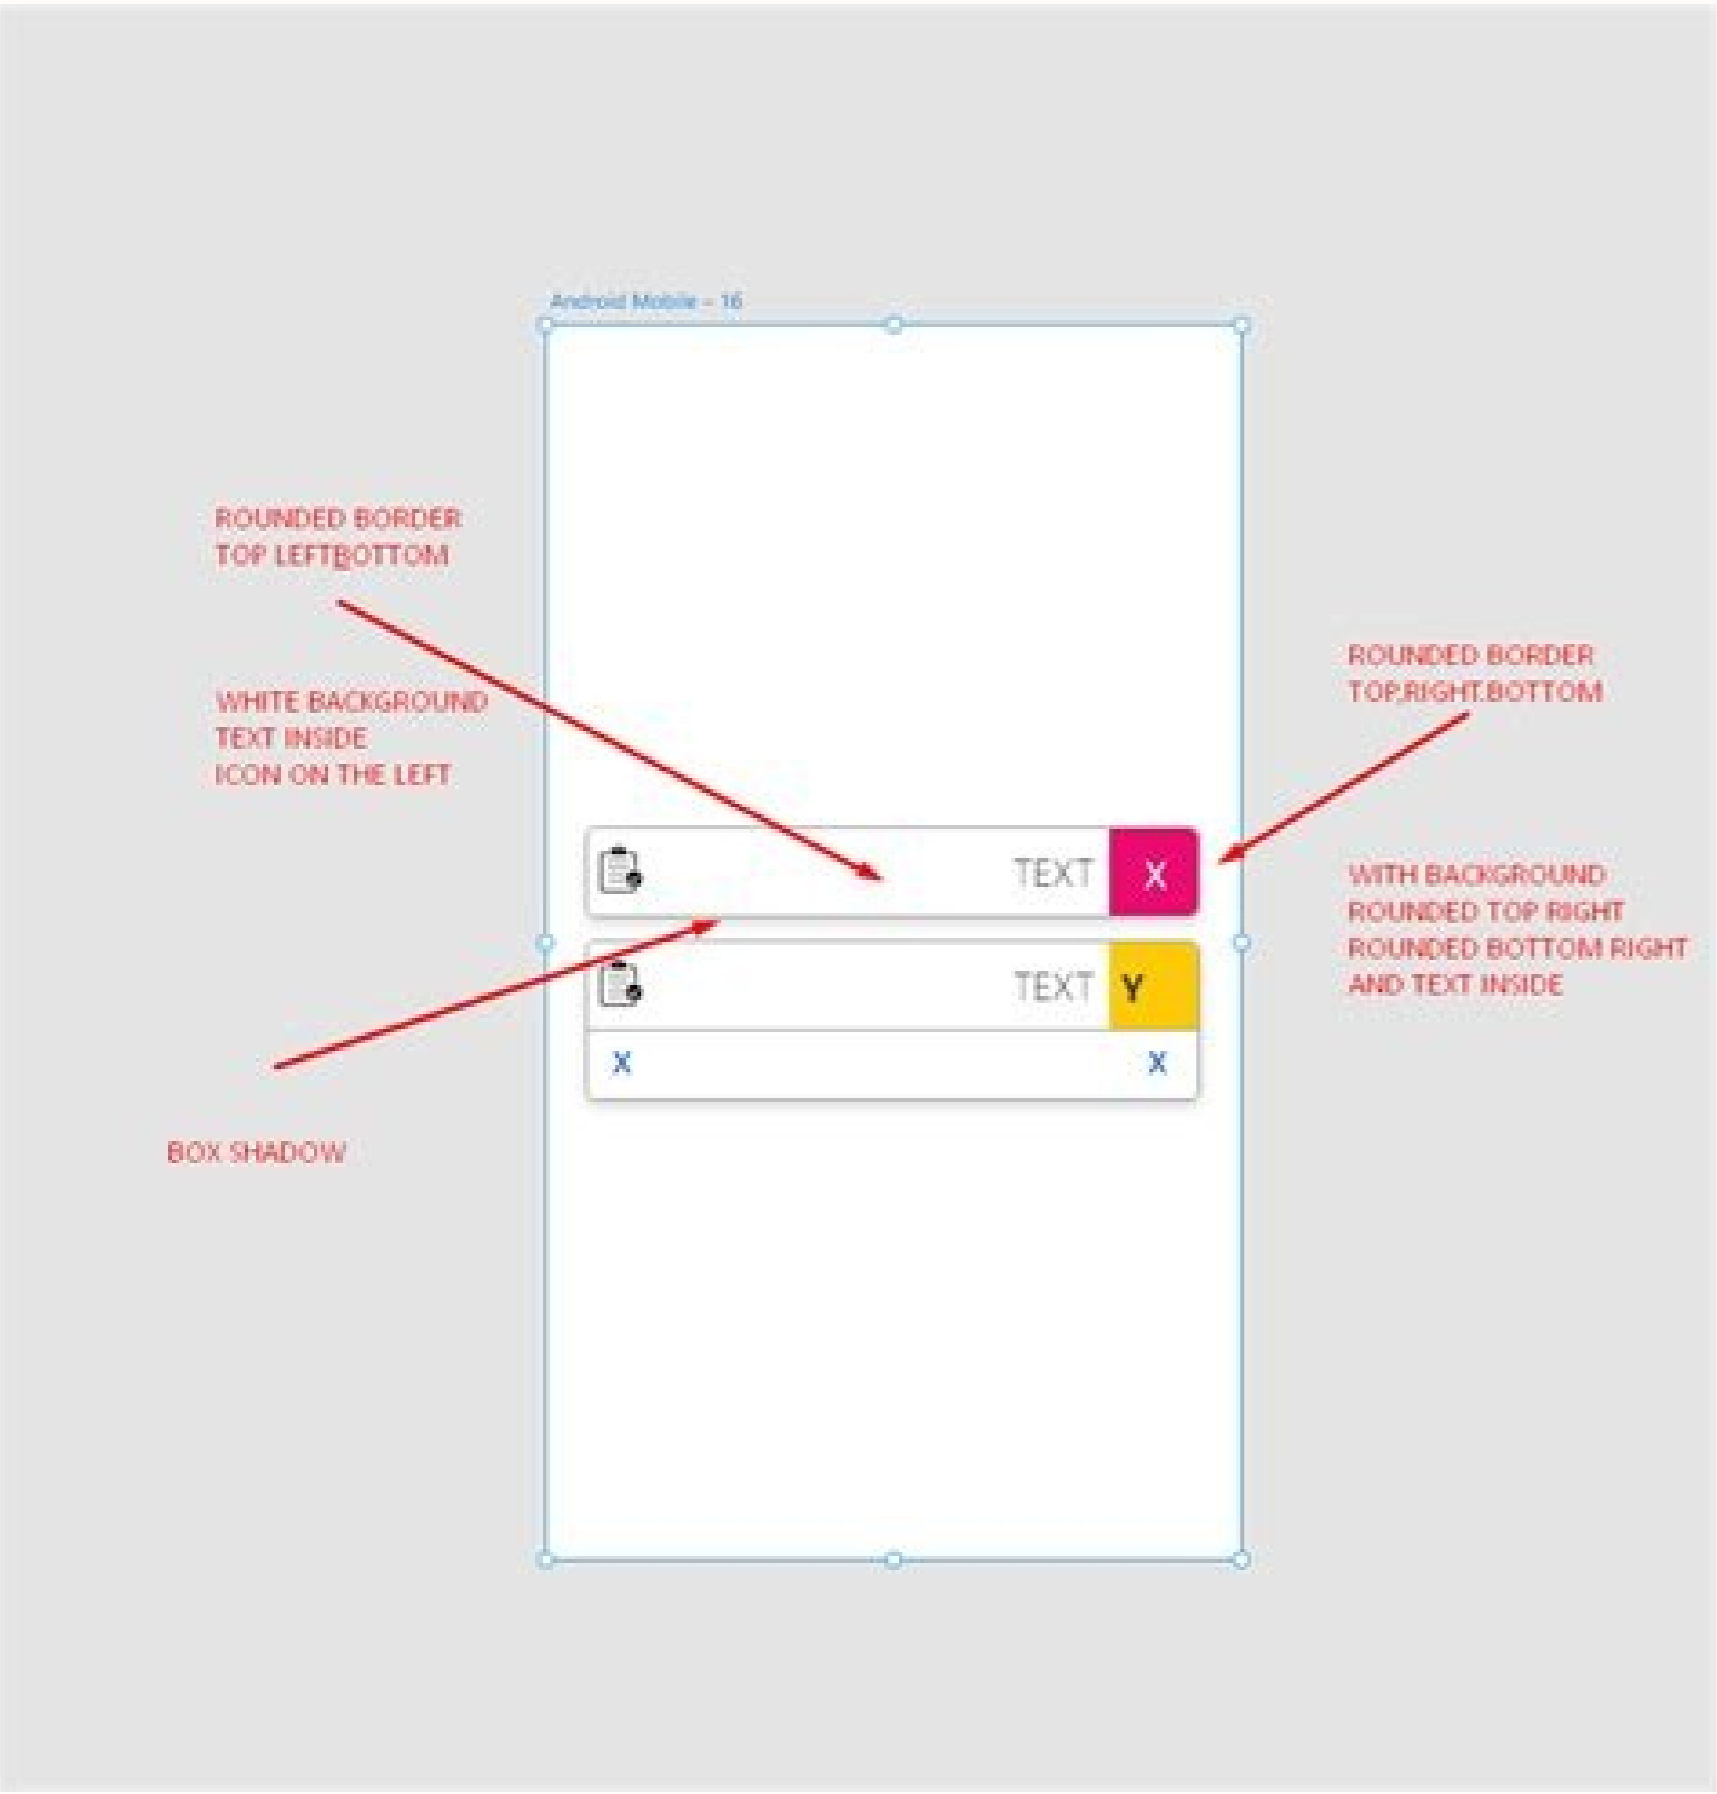 Android Mobile – 16
ROUNDED BORDER
TOP LEFTBOTTOM
WHITE BACKGROUND
TEXT INSIDE
ICON ON THE LEFT
ROUNDED BORDER
TOP,RIGHT.BOTTOM
TEXT X
WITH BACKGROUND
ROUNDED TOP RIGHT
ROUNDED BOTTOM RIGHT
AND TEXT INSIDE
TEXT Y
X X
BOX SHADOW